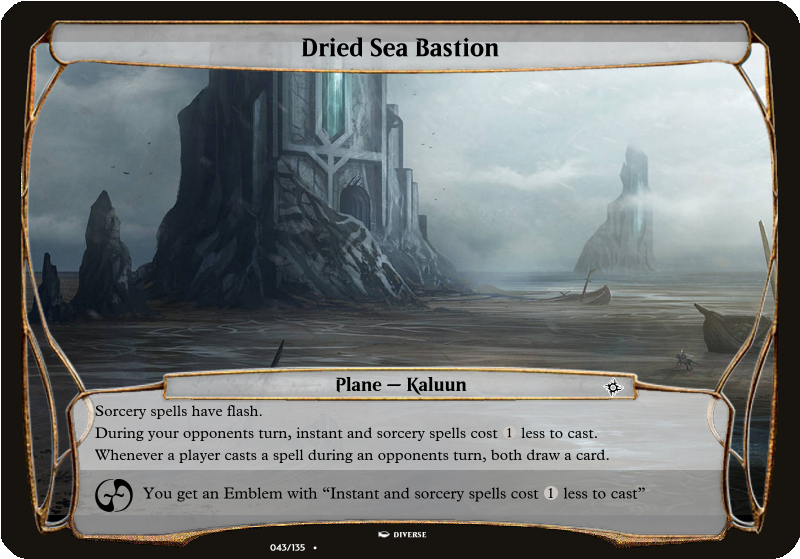 Dried Sea Bastion
Plane — Kaluun
Sorcery spells have flash.
During your opponents turn, instant and sorcery spells cost 1 less to cast.
Whenever a player casts a spell during an opponents turn, both draw a card.
You get an Emblem with “Instant and sorcery spells cost 1 less to cast”
DIVERSE
043/135 •